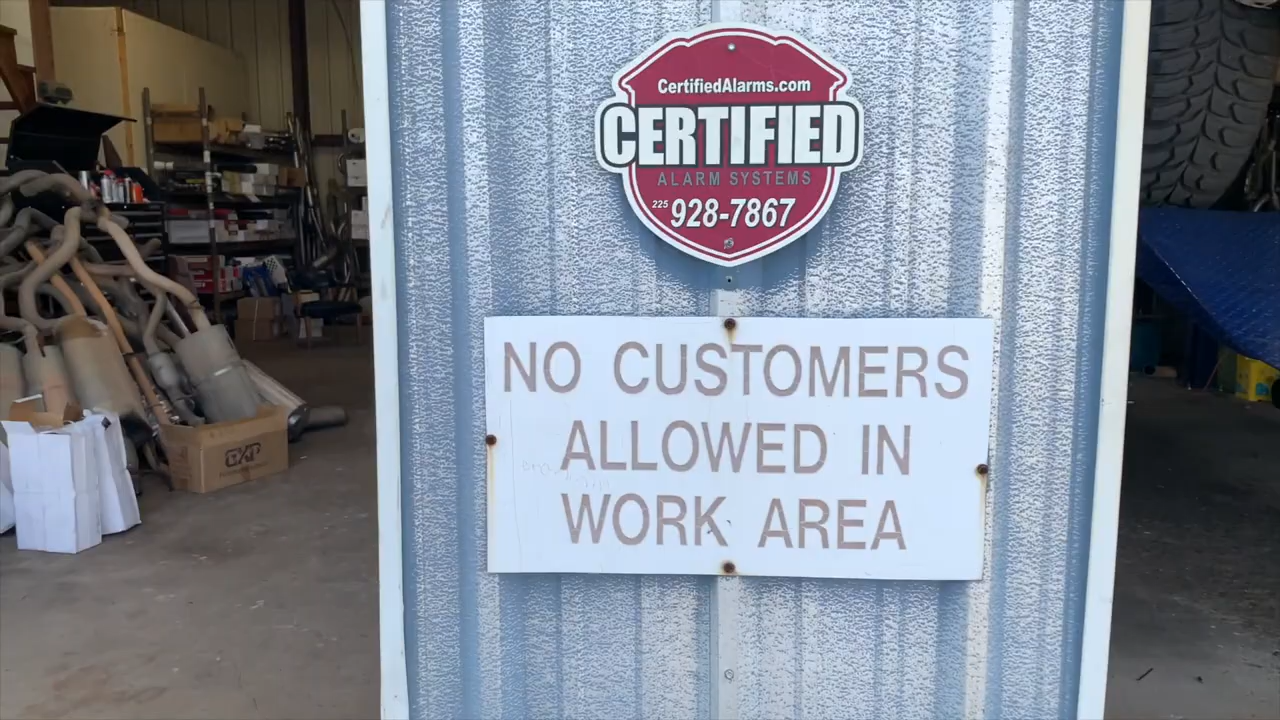 CertifiedAlarms.com
CERTIFIED
ALARM SYSTEMS
225 928-7867
NO CUSTOMERS
ALLOWED IN
WORK AREA